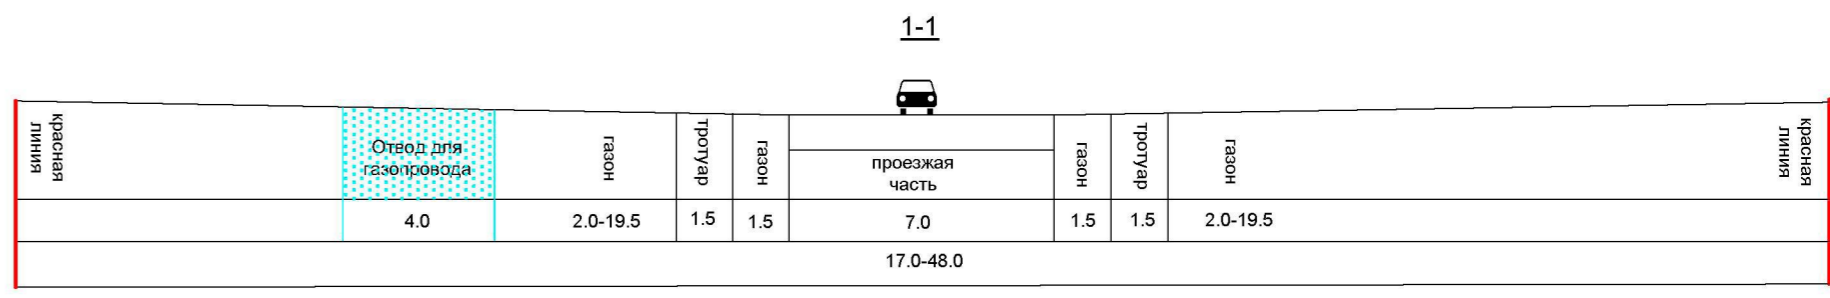 1-1
красная
линия
Отвод для
газопровода
газон
тротуар
газон
проезжая
часть
газон
тротуар
газон
красная
линия
4.0
2.0-19.5
1.5
1.5
7.0
1.5
1.5
2.0-19.5
17.0-48.0